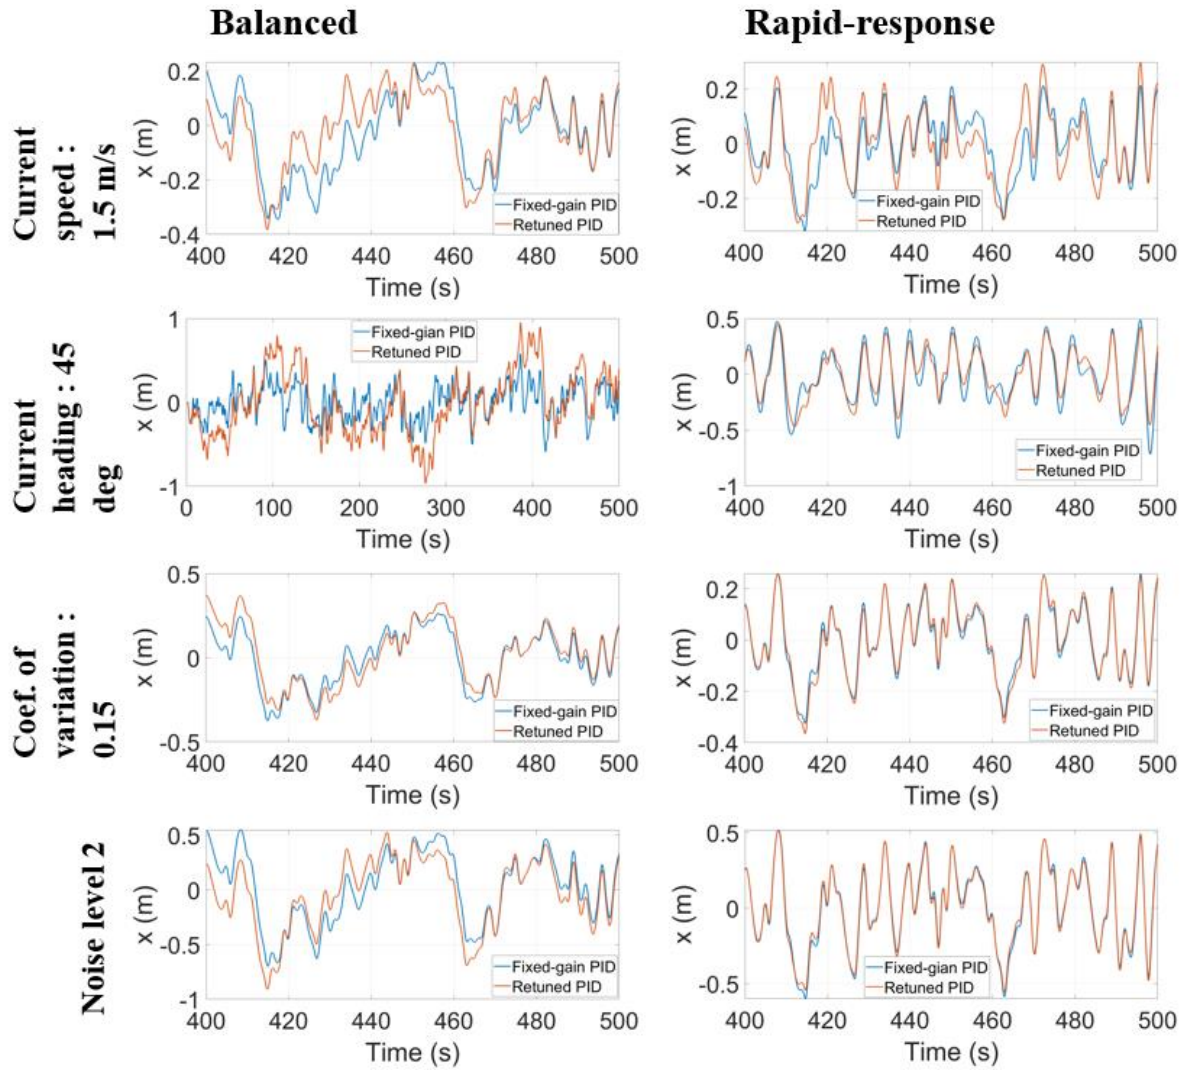 Balanced
Rapid-response
Current
speed :
1.5 m/s
x (m)
0.2
0
-0.2
-0.4
Fixed-gain PID
Retuned PID
400 420 440 460 480 500
Time (s)
x (m)
0.2
0
-0.2
Fixed-gain PID
Retuned PID
400 420 440 460 480 500
Time (s)
Current
heading : 45
deg
x (m)
1
0
-1
Fixed-gian PID
Retuned PID
0 100 200 300 400 500
Time (s)
x (m)
0.5
0
-0.5
-1
Fixed-gain PID
Retuned PID
400 420 440 460 480 500
Time (s)
Coef. of
variation :
0.15
x (m)
0.5
0
-0.5
Fixed-gain PID
Retuned PID
400 420 440 460 480 500
Time (s)
x (m)
0.2
0
-0.2
-0.4
Fixed-gain PID
Retuned PID
400 420 440 460 480 500
Time (s)
Noise level 2
x (m)
0.5
0
-0.5
-1
Fixed-gain PID
Retuned PID
400 420 440 460 480 500
Time (s)
x (m)
0.5
0
-0.5
Fixed-gian PID
Retuned PID
400 420 440 460 480 500
Time (s)